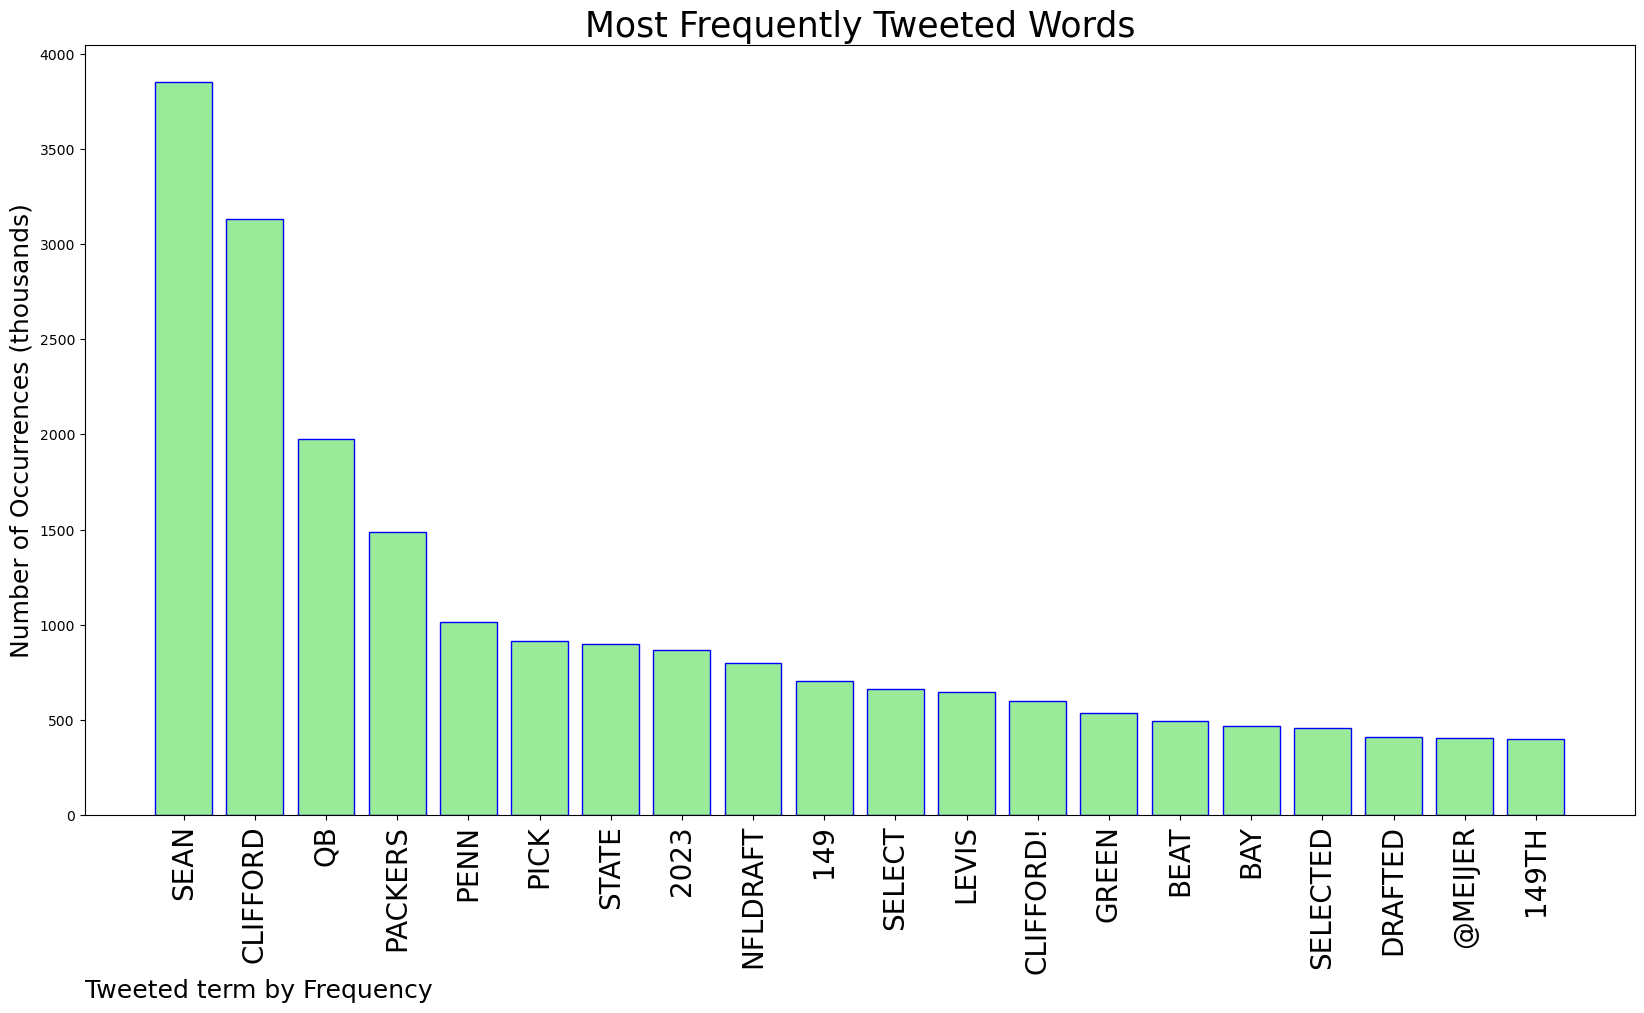 Most Frequently Tweeted Words
Number of Occurrences (thousands)
4000
3500
3000
2500
2000
1500
1000
500
0
SEAN
CLIFFORD
QB
PACKERS
PENN
PICK
STATE
2023
NFLDRAFT
149
SELECT
LEVIS
CLIFFORD!
GREEN
BEAT
BAY
SELECTED
DRAFTED
@MEIJER
149TH
Tweeted term by Frequency